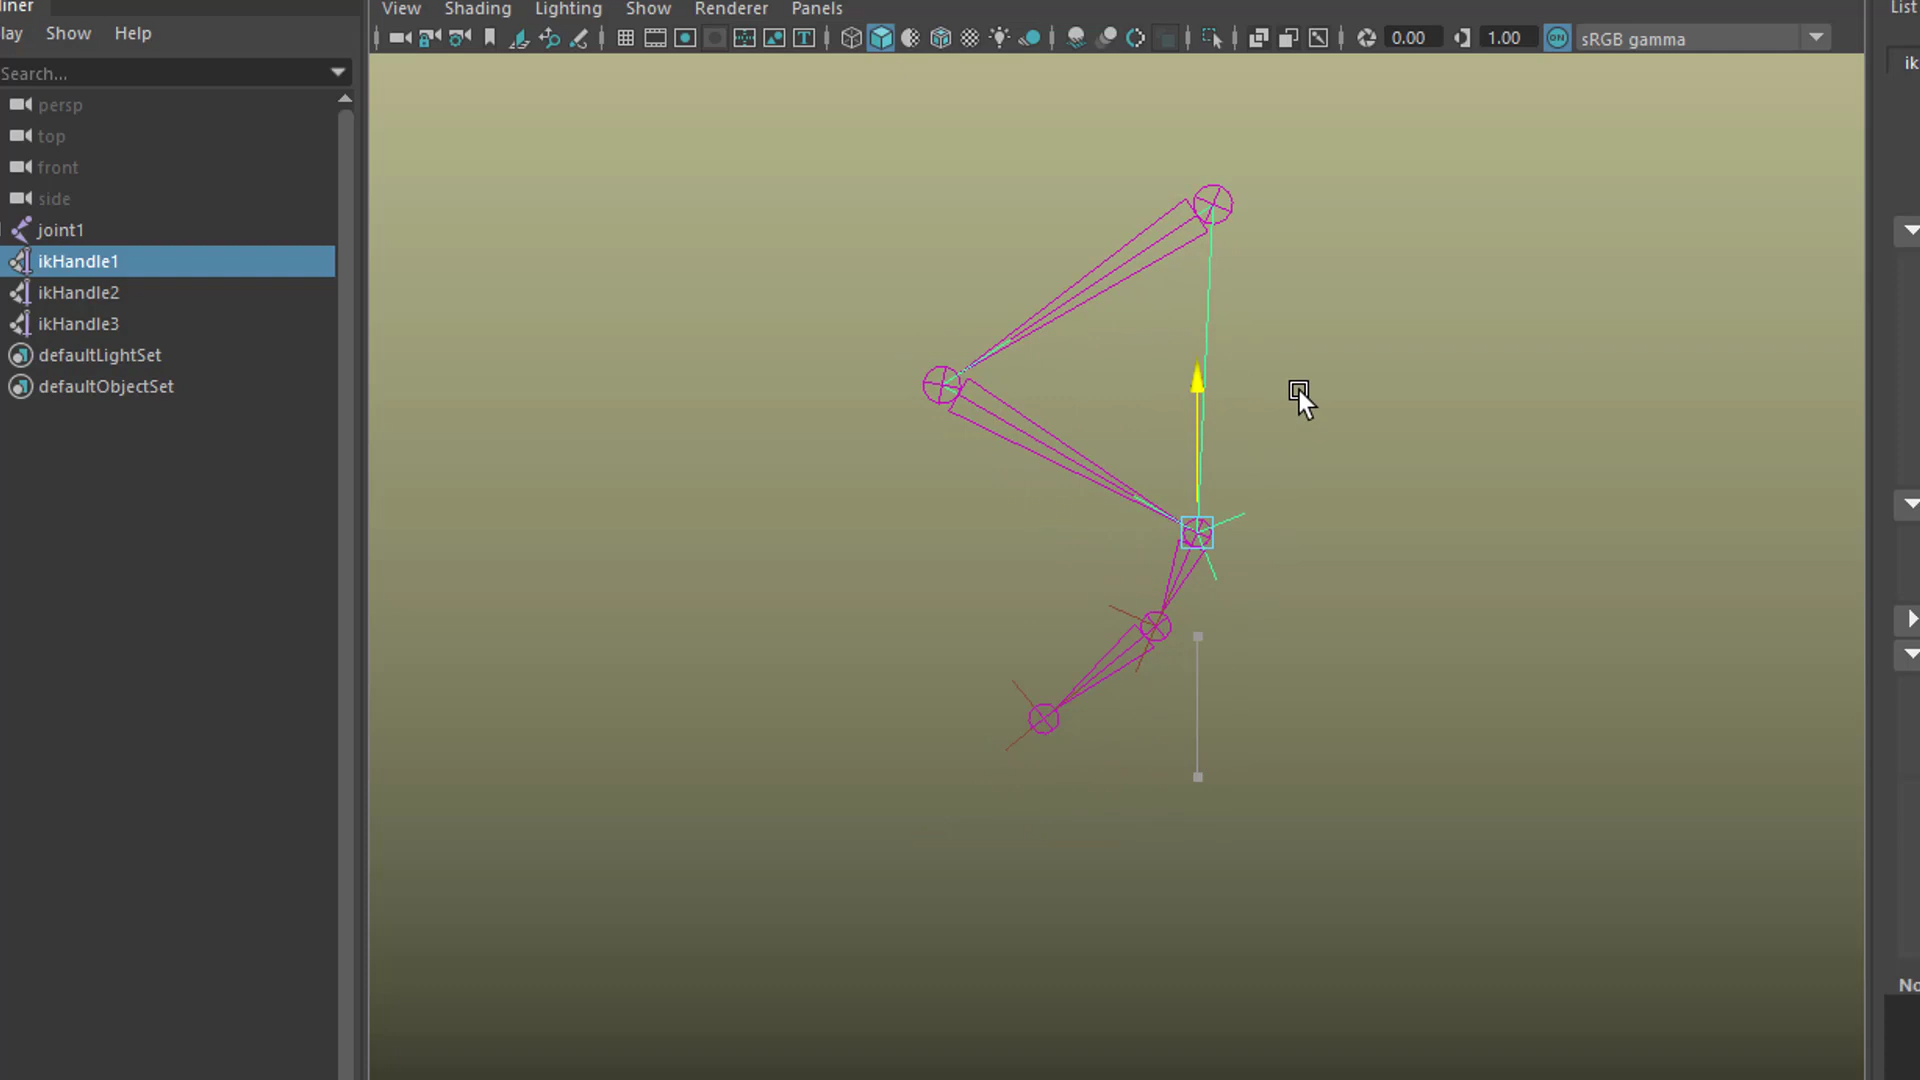 iner
lay Show Help
Search...
persp
top
front
side
joint1
ikHandle1
ikHandle2
ikHandle3
defaultLightSet
defaultObjectSet
View Shading Lighting Show Renderer Panels
T 0.00 1.00 ON sRGB gamma
List
ik
No